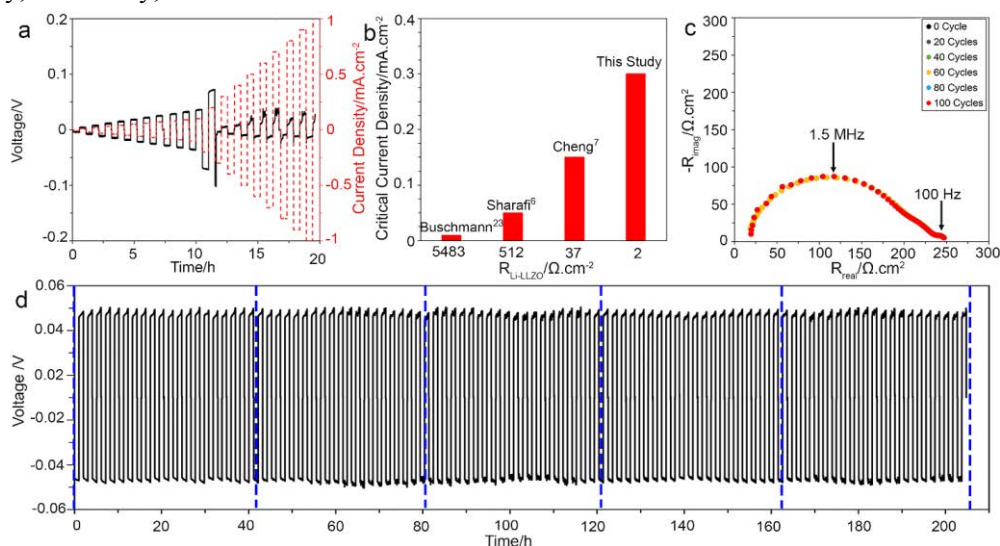 a
0.2
0.1
0
-0.1
-0.2
Voltage/V
0 5 10 15 20
Time/h
1
0.5
0
-0.5
-1
Current Density/mA.cm-2
b
0.4
0.3
0.2
0.1
0
Critical Current Density/mA.cm-2
Buschmann23
Sharafi6
Cheng7
This Study
5483 512 37 2
RLi-LLZO/Ω.cm-2
c
-300
-250
-200
-150
-100
-50
0
-Rimag/Ω.cm2
0 Cycle
20 Cycles
40 Cycles
60 Cycles
80 Cycles
100 Cycles
1.5 MHz
100 Hz
0 50 100 150 200 250 300
Rreal/Ω.cm2
d
0.06
0.04
0.02
0.00
-0.02
-0.04
-0.06
Voltage /V
0 20 40 60 80 100 120 140 160 180 200
Time/h